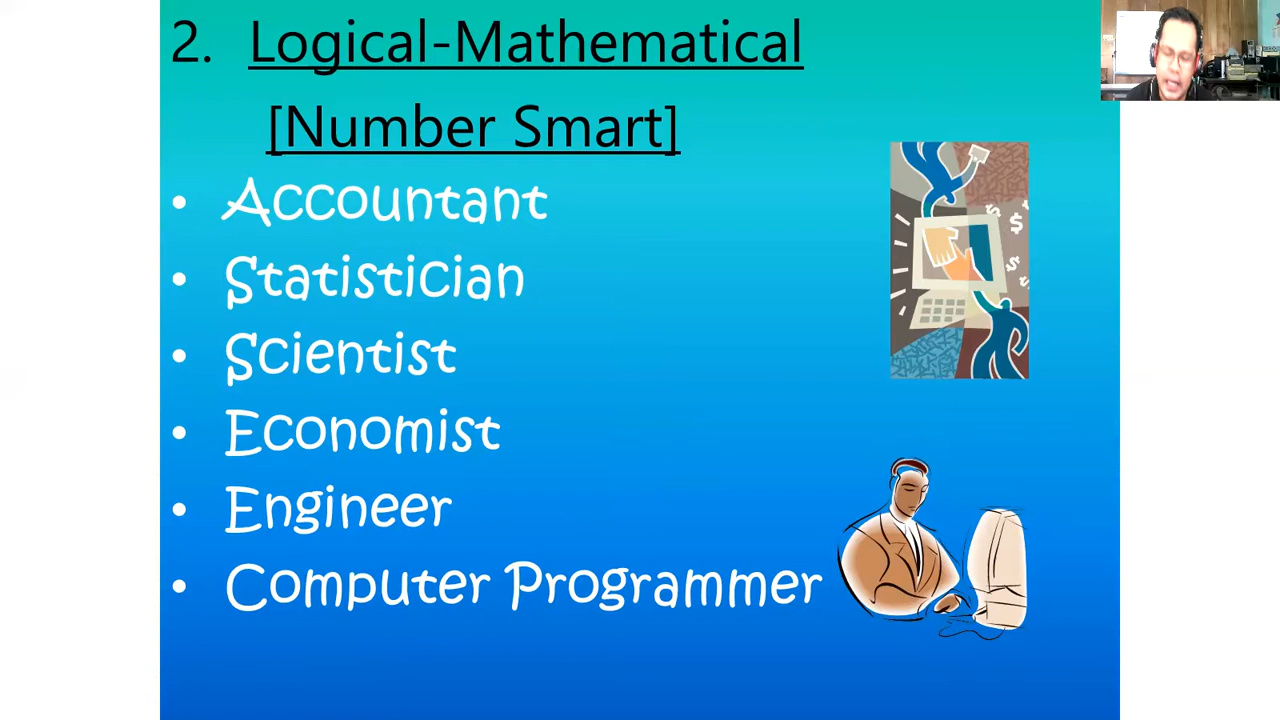 2. Logical-Mathematical
[Number Smart]
• Accountant
• Statistician
• Scientist
• Economist
• Engineer
• Computer Programmer